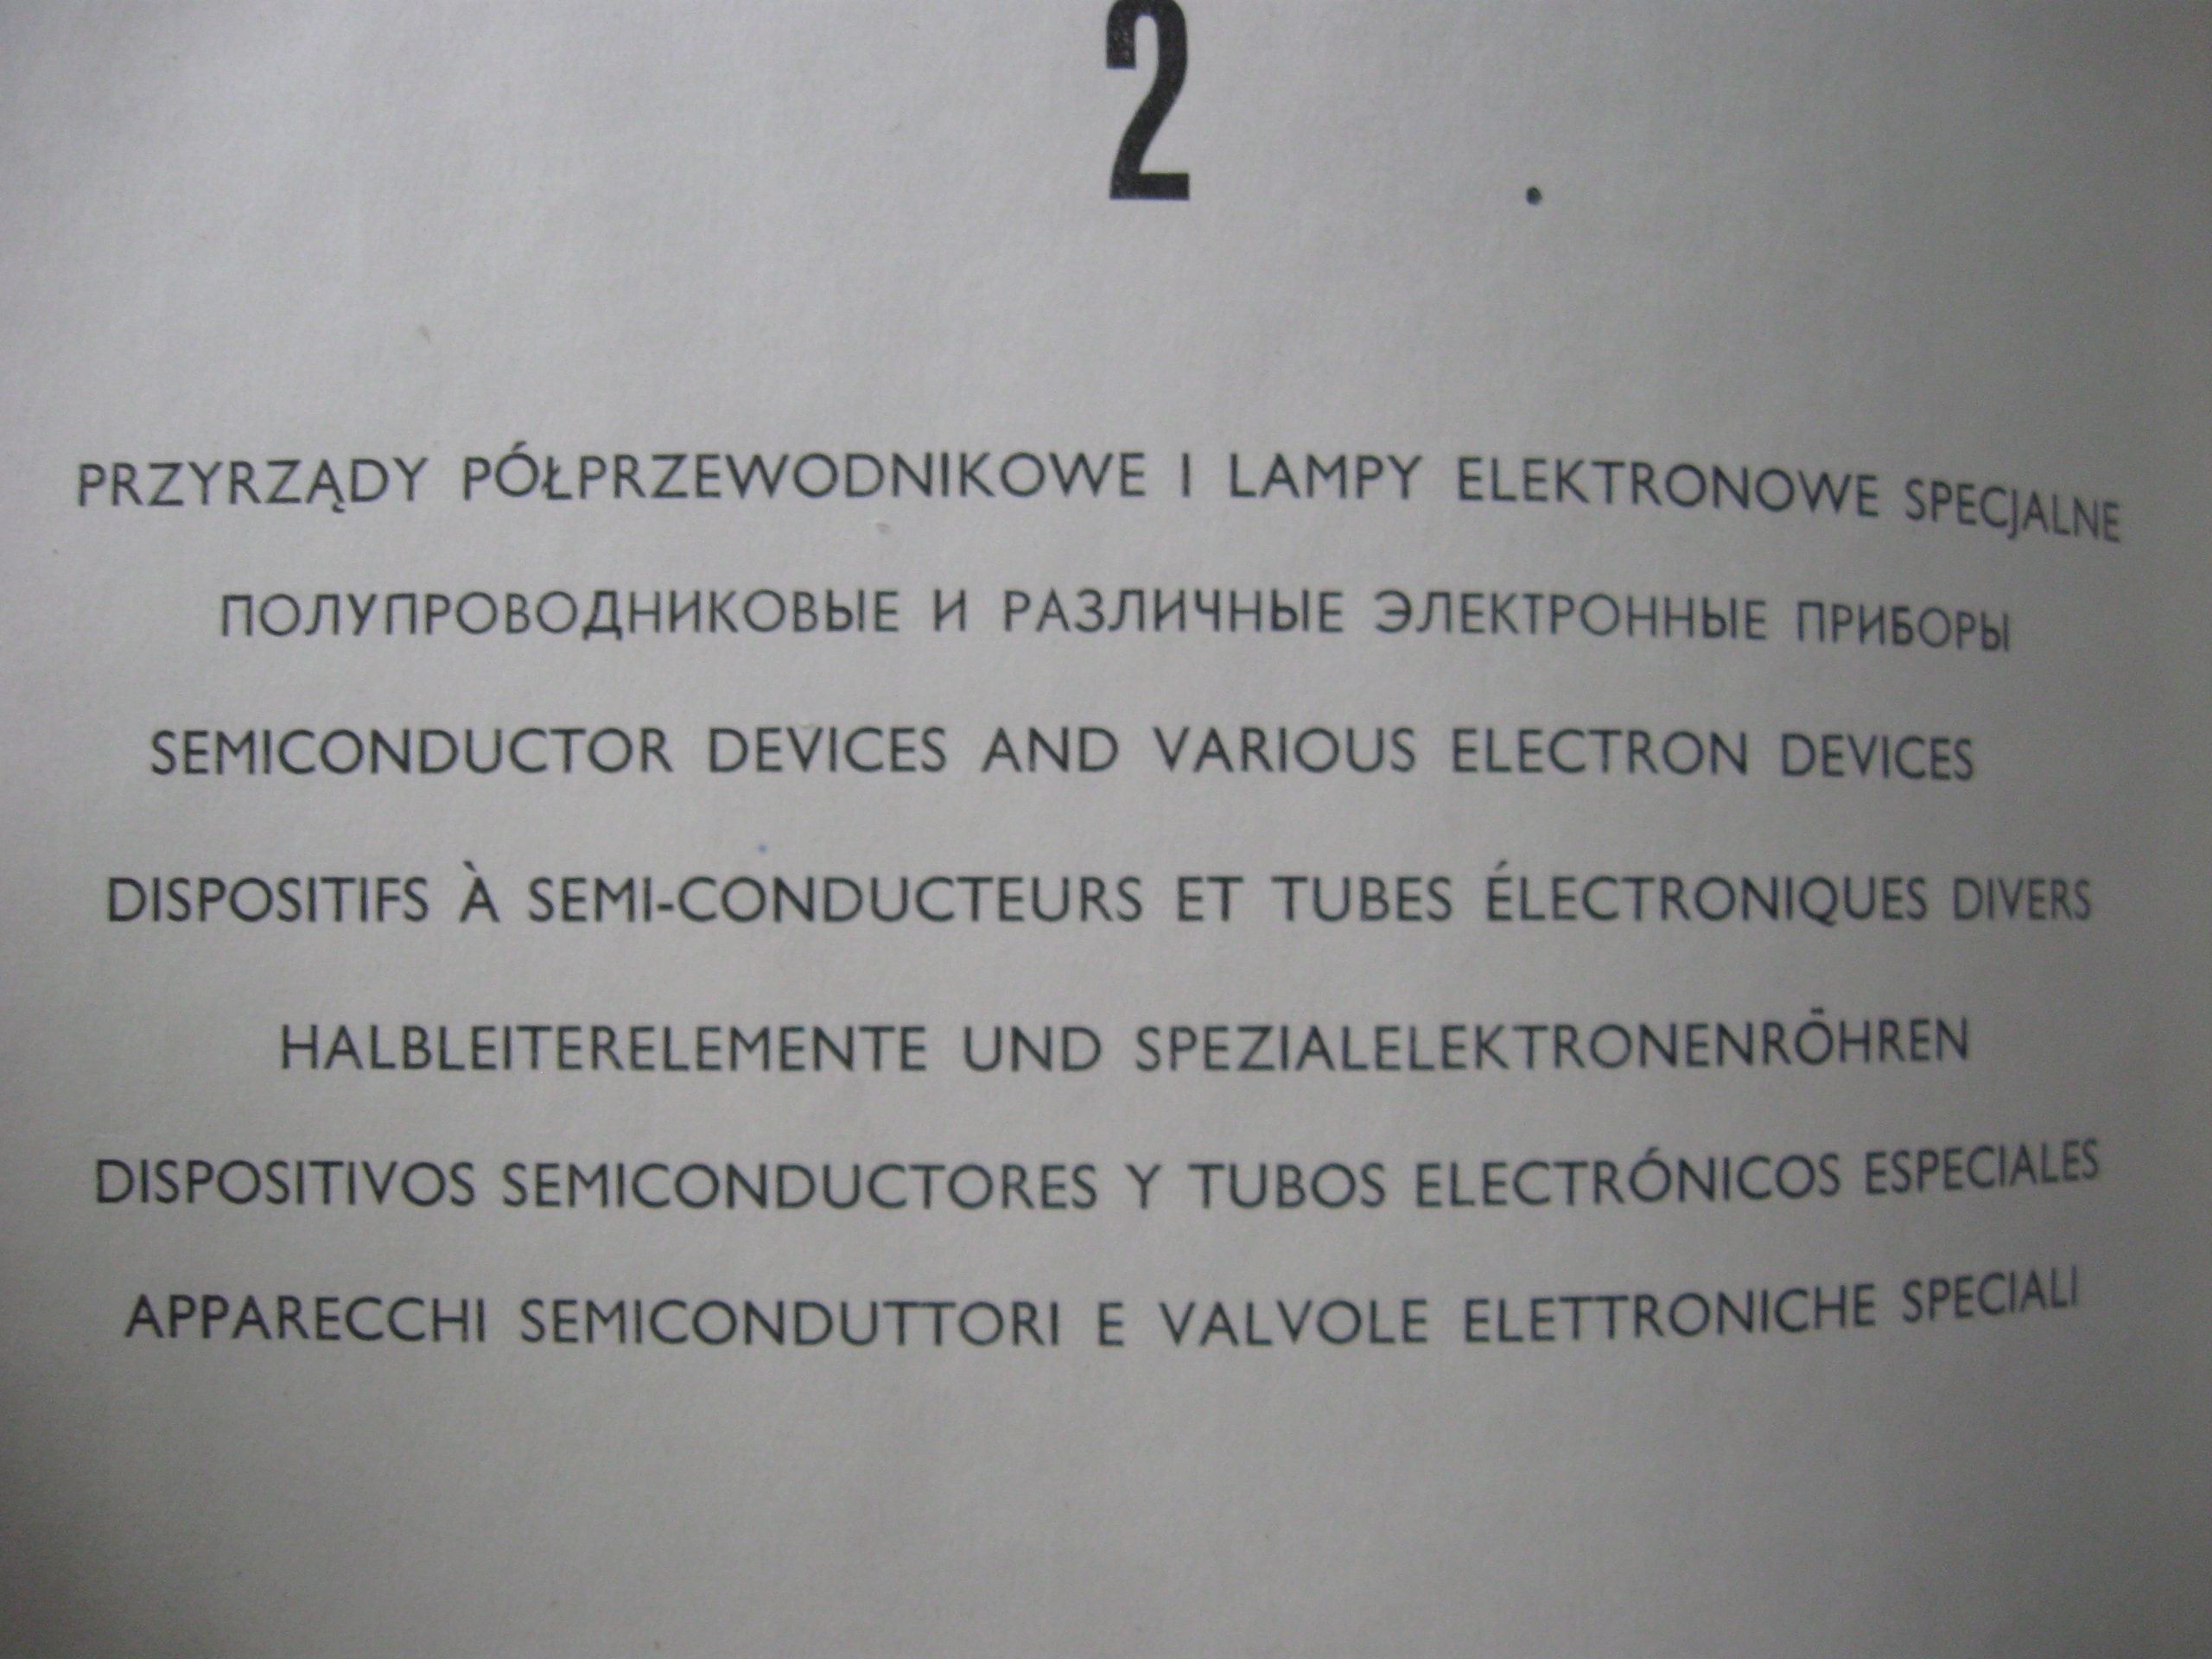 2
PRZYRZĄDY PÓŁPRZEWODNIKOWE I LAMPY ELEKTRONOWE SPECJALNE
ПОЛУПРОВОДНИКОВЫЕ И РАЗЛИЧНЫЕ ЭЛЕКТРОННЫЕ ПРИБОРЫ
SEMICONDUCTOR DEVICES AND VARIOUS ELECTRON DEVICES
DISPOSITIFS À SEMI-CONDUCTEURS ET TUBES ÉLECTRONIQUES DIVERS
HALBLEITERELEMENTE UND SPEZIALELEKTRONENRÖHREN
DISPOSITIVOS SEMICONDUCTORES Y TUBOS ELECTRÓNICOS ESPECIALES
APPARECCHI SEMICONDUTTORI E VALVOLE ELETTRONICHE SPECIALI